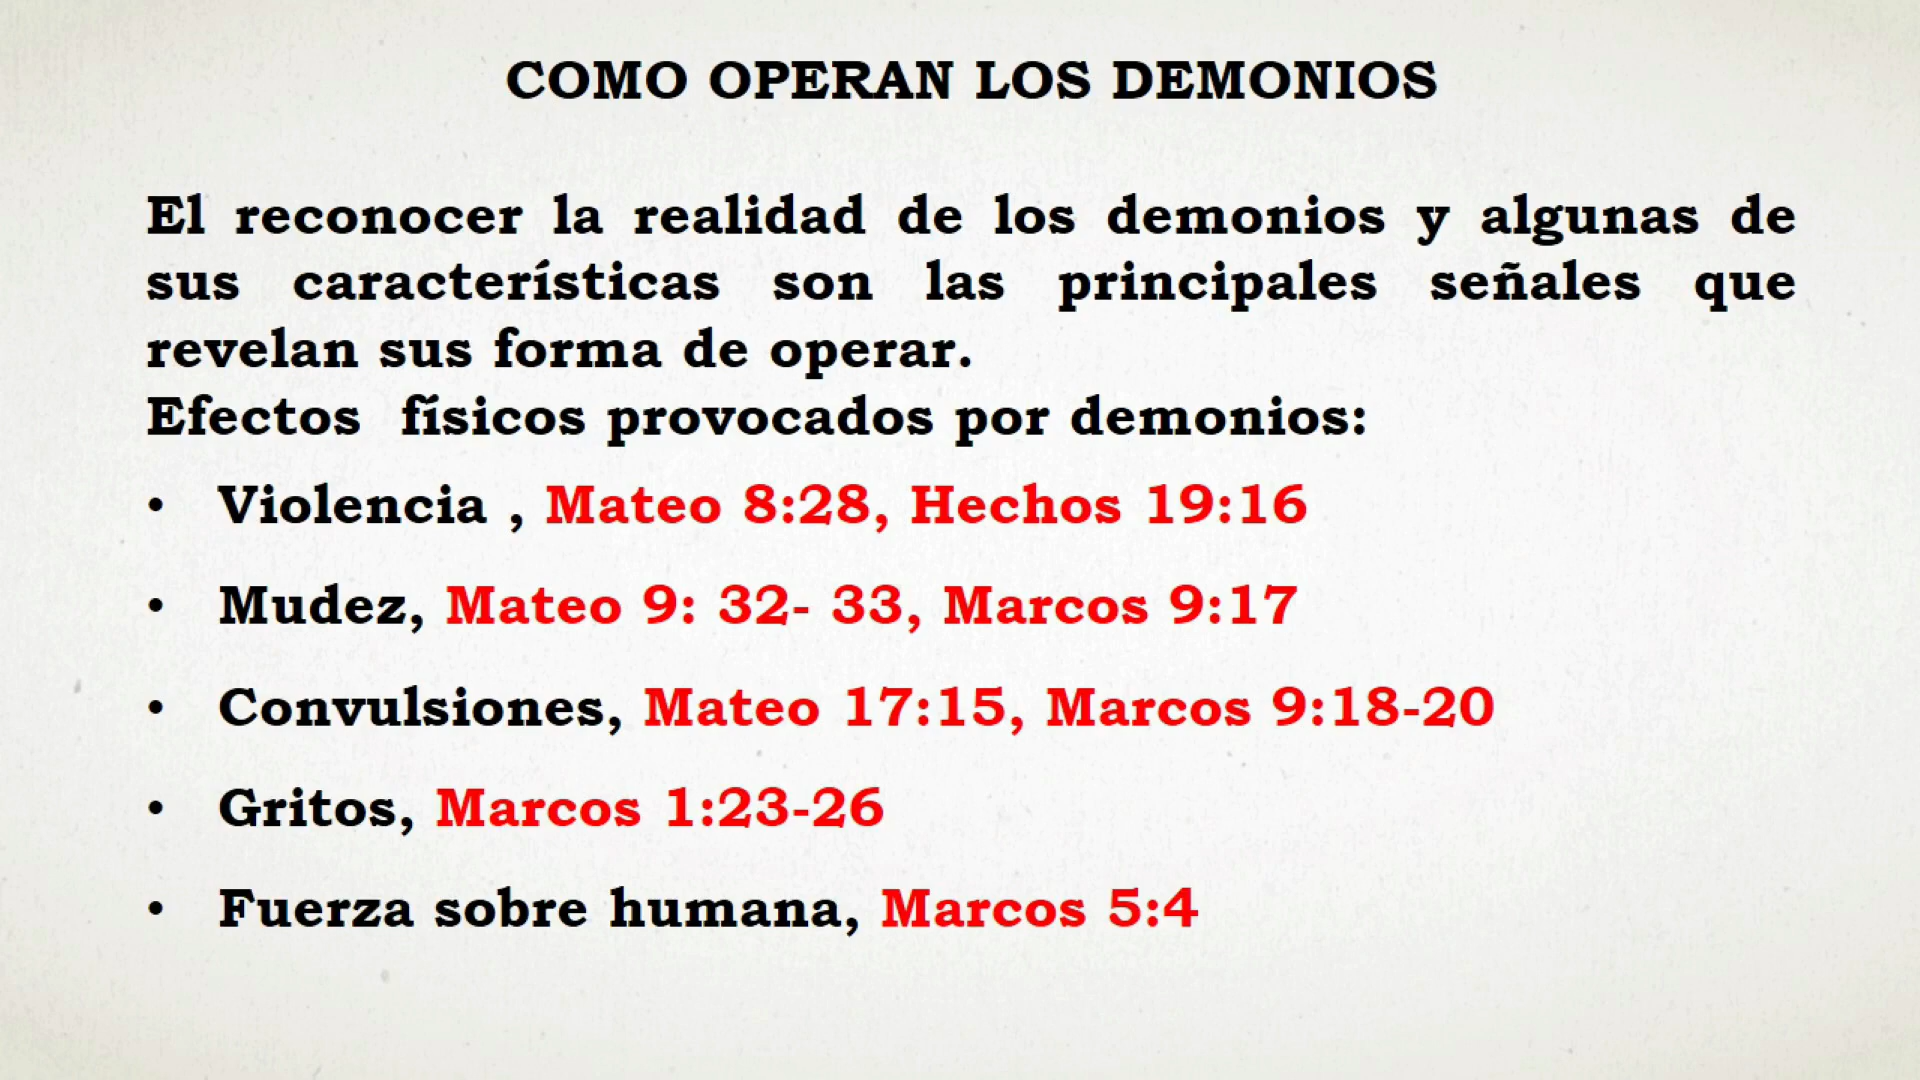 COMO OPERAN LOS DEMONIOS
El reconocer la realidad de los demonios y algunas de
sus características son las principales señales que
revelan sus forma de operar.
Efectos físicos provocados por demonios:
• Violencia , Mateo 8:28, Hechos 19:16
• Mudez, Mateo 9: 32- 33, Marcos 9:17
• Convulsiones, Mateo 17:15, Marcos 9:18-20
• Gritos, Marcos 1:23-26
• Fuerza sobre humana, Marcos 5:4